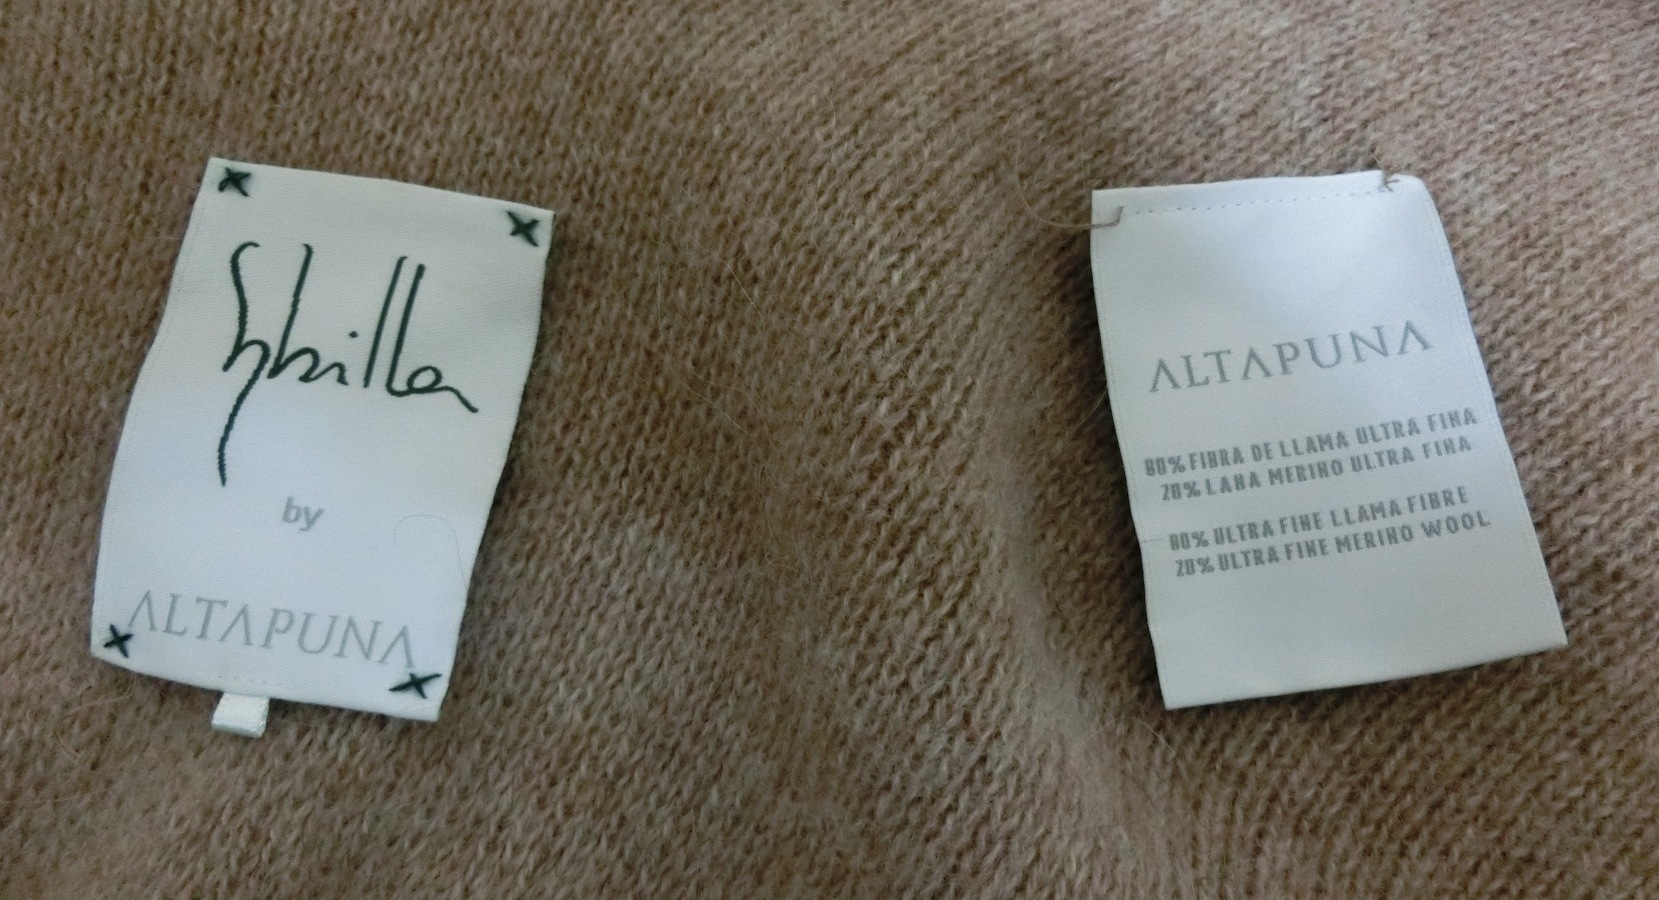 Sybilla
by
ALTAPUNA
ALTAPUNA
80% FIBRA DE LLAMA ULTRA FINA
20% LANA MERINO ULTRA FINA
80% ULTRA FINE LLAMA FIBRE
20% ULTRA FINE MERINO WOOL